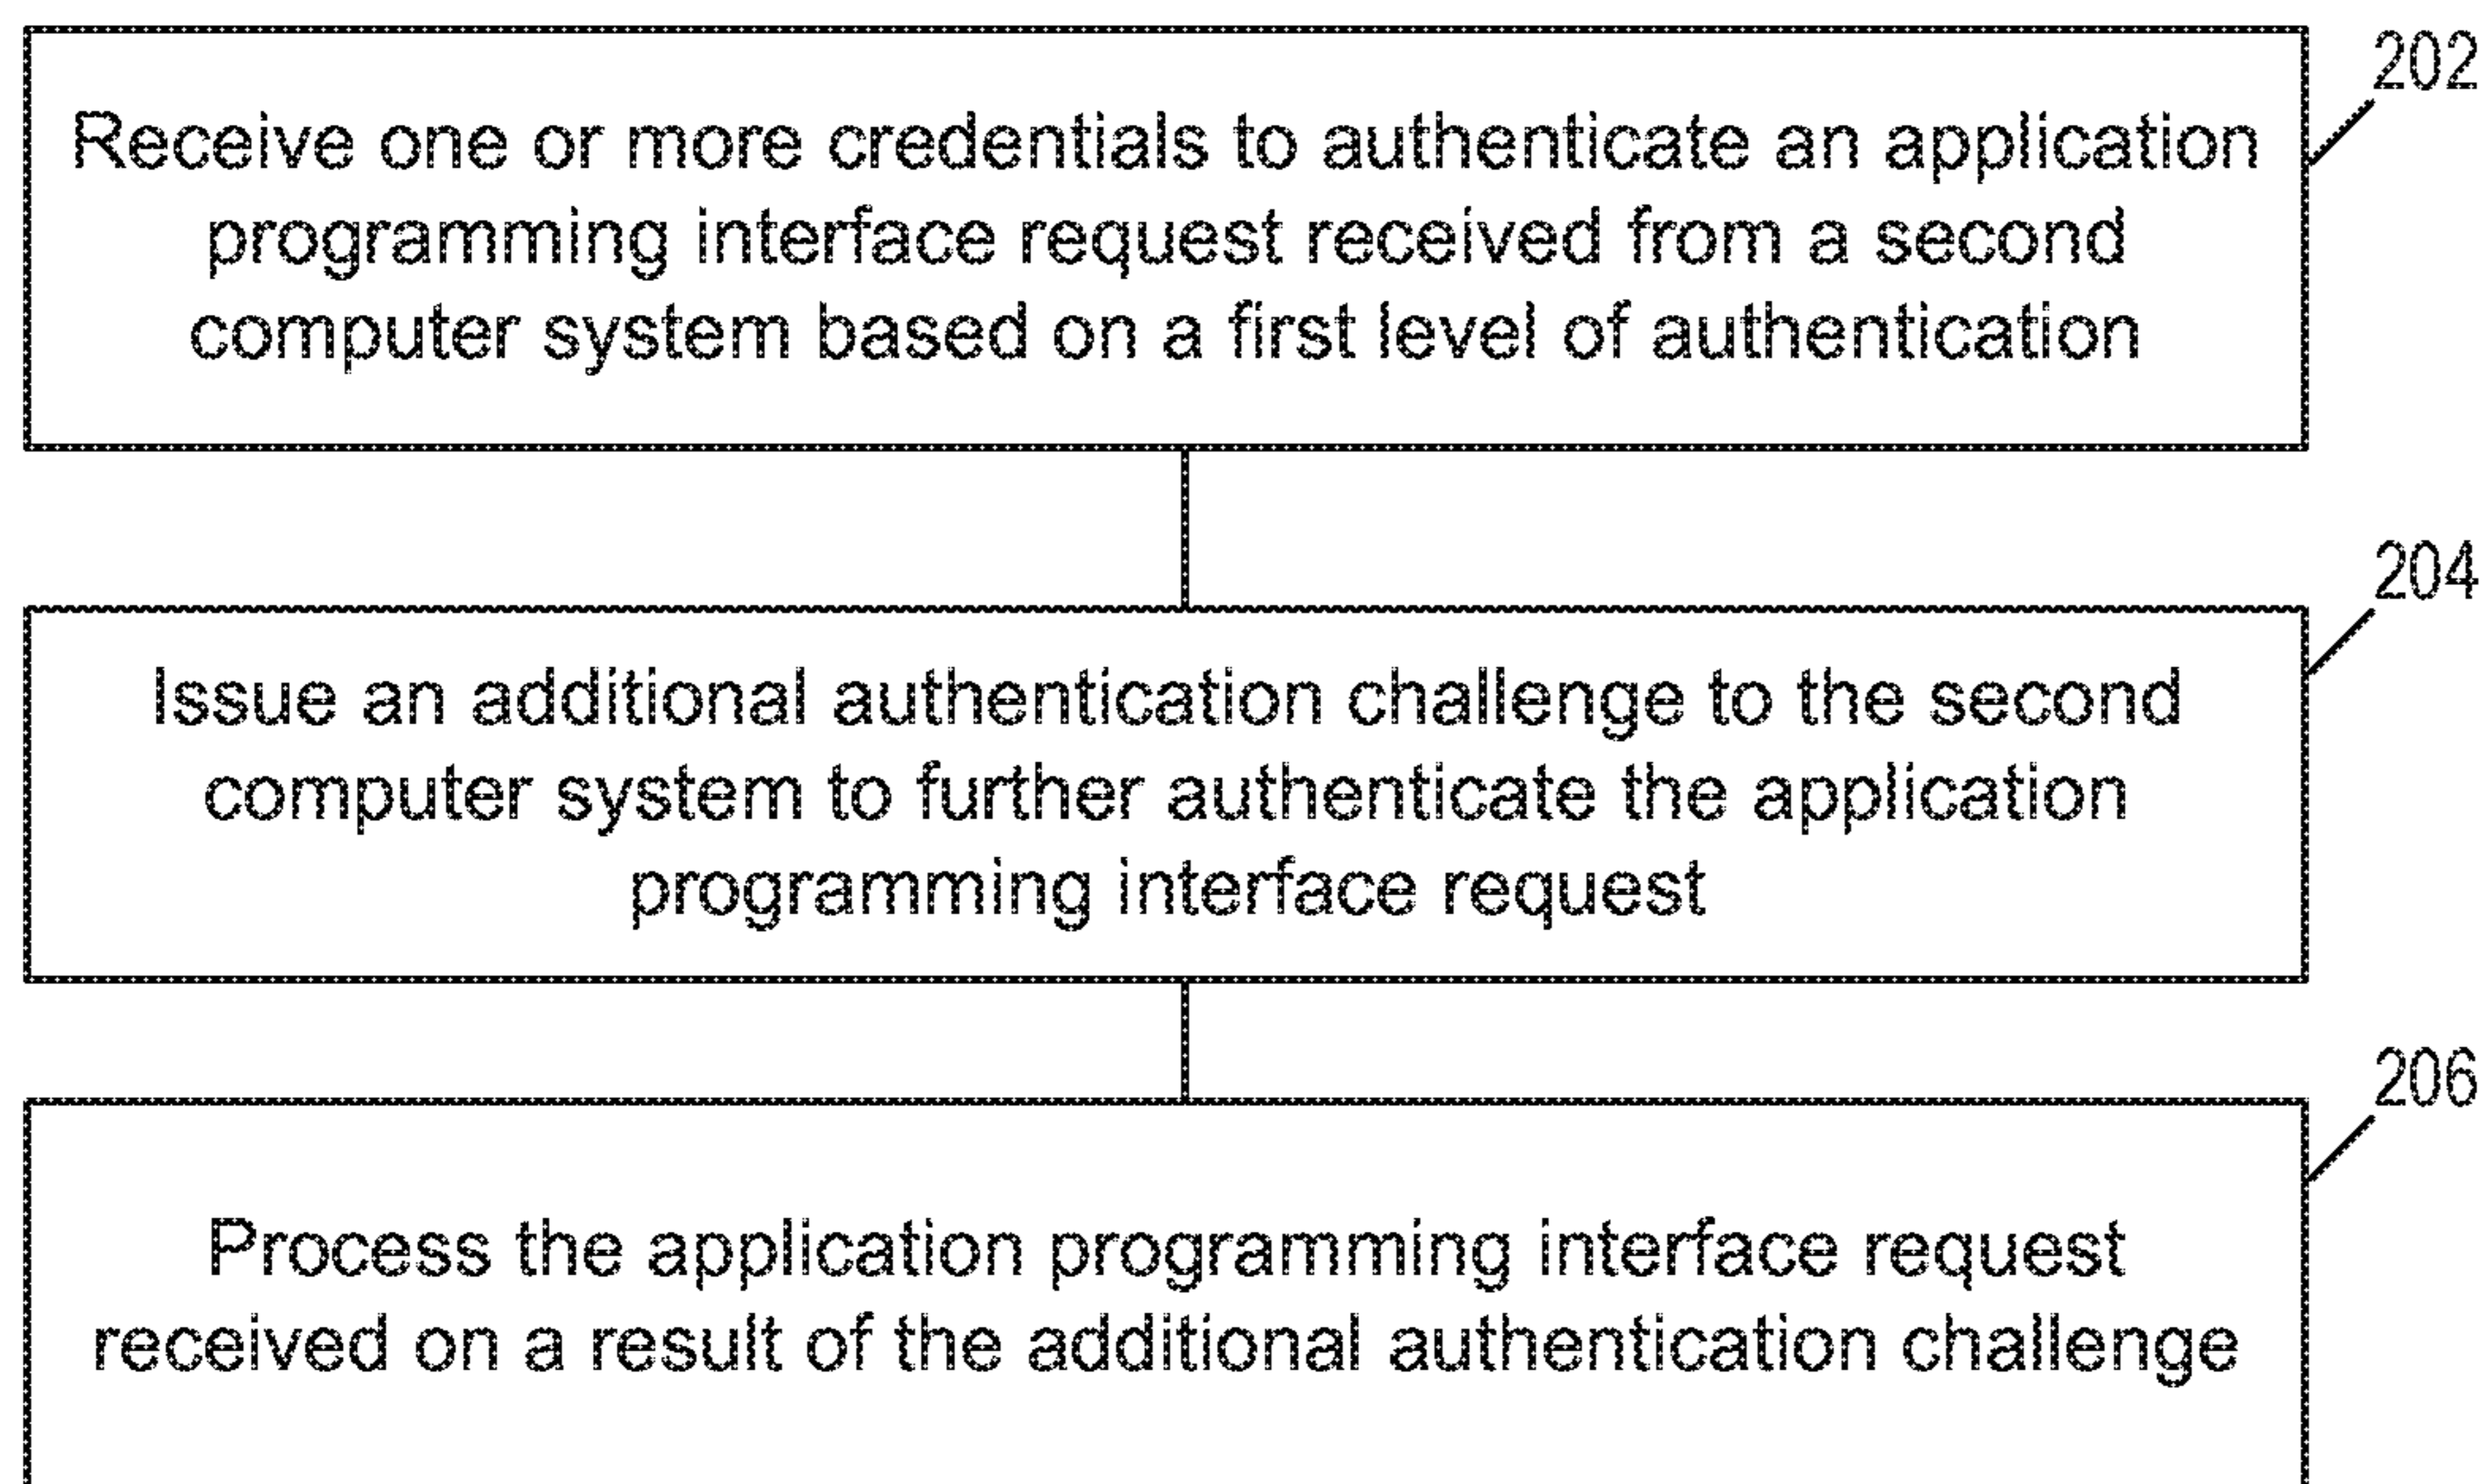 202
Receive one or more credentials to authenticate an application
programming interface request received from a second
computer system based on a first level of authentication
204
Issue an additional authentication challenge to the second
computer system to further authenticate the application
programming interface request
206
Process the application programming interface request
received on a result of the additional authentication challenge